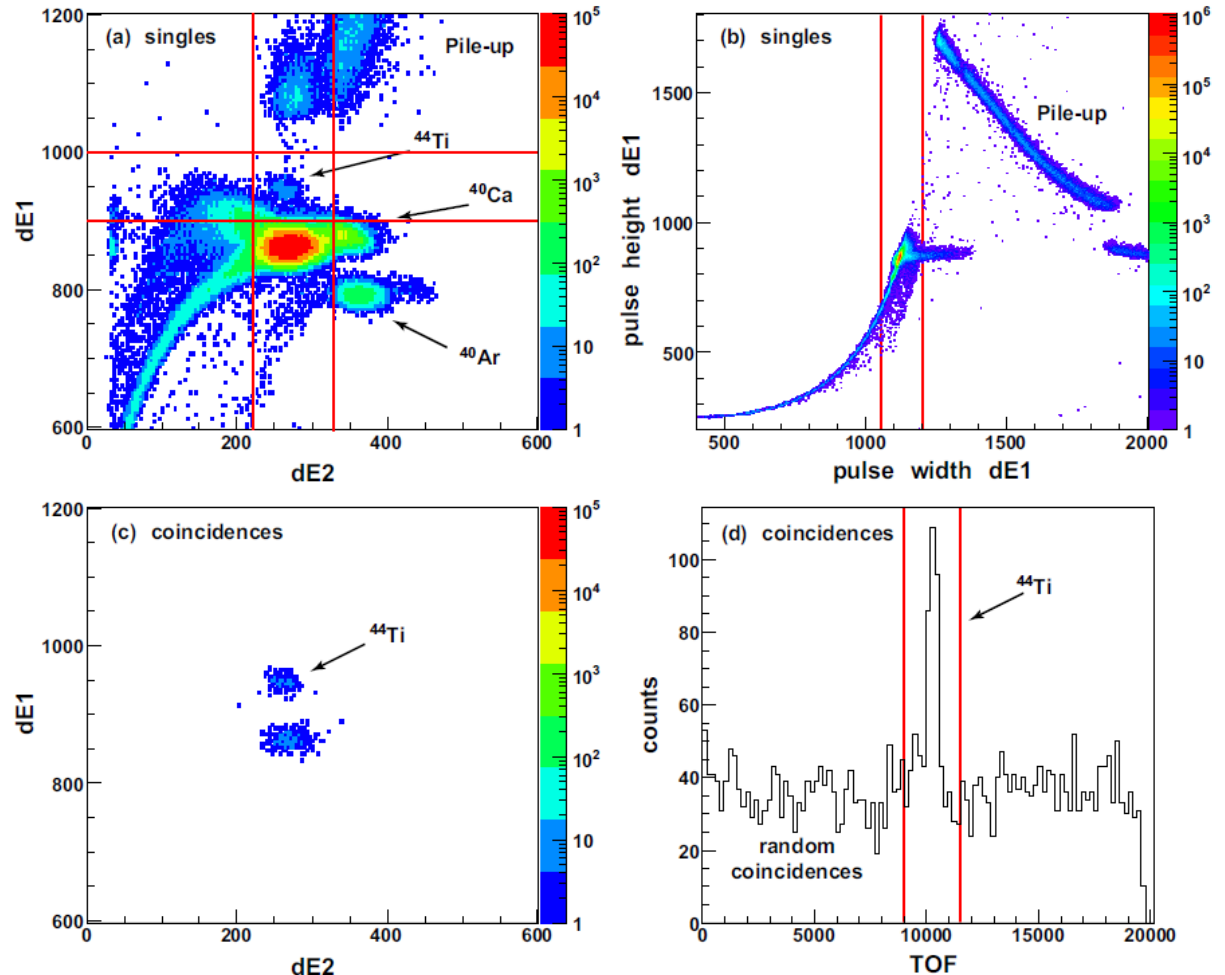 (a) singles
Pile-up
44Ti
40Ca
40Ar
dE1
1200
1000
800
600
0 200 400 600
dE2
10^5
10^4
10^3
10^2
10
1
(b) singles
Pile-up
pulse height dE1
1500
1000
500
500 1000 1500 2000
pulse width dE1
10^6
10^5
10^4
10^3
10^2
10
1
(c) coincidences
44Ti
dE1
1200
1000
800
600
0 200 400 600
dE2
10^5
10^4
10^3
10^2
10
1
(d) coincidences
44Ti
random
coincidences
counts
100
80
60
40
20
0
0 5000 10000 15000 20000
TOF